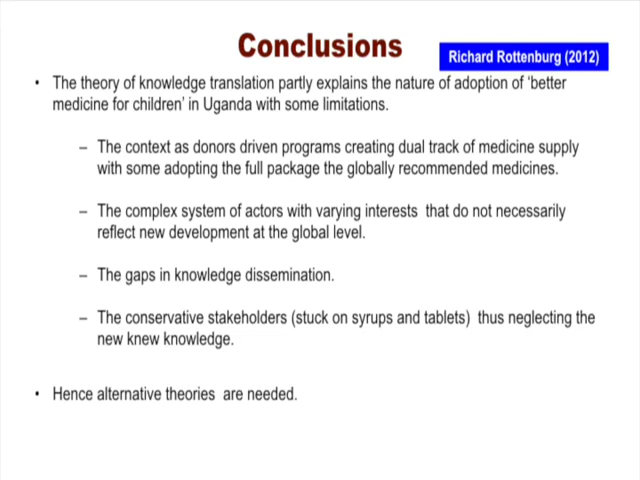 Conclusions
Richard Rottenburg (2012)
• The theory of knowledge translation partly explains the nature of adoption of ‘better
medicine for children’ in Uganda with some limitations.
– The context as donors driven programs creating dual track of medicine supply
with some adopting the full package the globally recommended medicines.
– The complex system of actors with varying interests that do not necessarily
reflect new development at the global level.
– The gaps in knowledge dissemination.
– The conservative stakeholders (stuck on syrups and tablets) thus neglecting the
new knew knowledge.
• Hence alternative theories are needed.